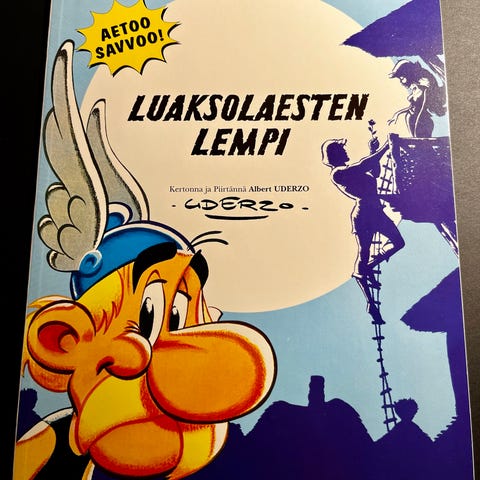 AETOO
SAVVOO!
LUAKSOLAESTEN
LEMPI
Kertonna ja Piirtännä Albert UDERZO
UDERZO